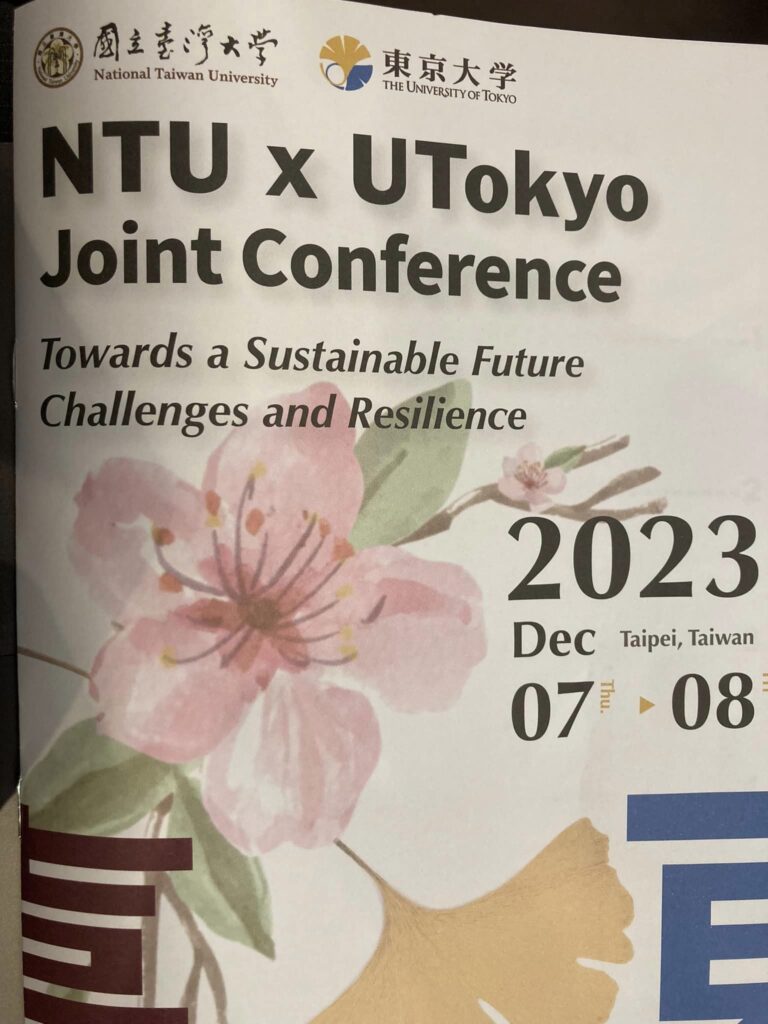 國立臺灣大學
National Taiwan University
東京大学
THE UNIVERSITY OF TOKYO
NTU x UTokyo
Joint Conference
Towards a Sustainable Future
Challenges and Resilience
2023
Dec Taipei, Taiwan
07 Thu. ▸ 08